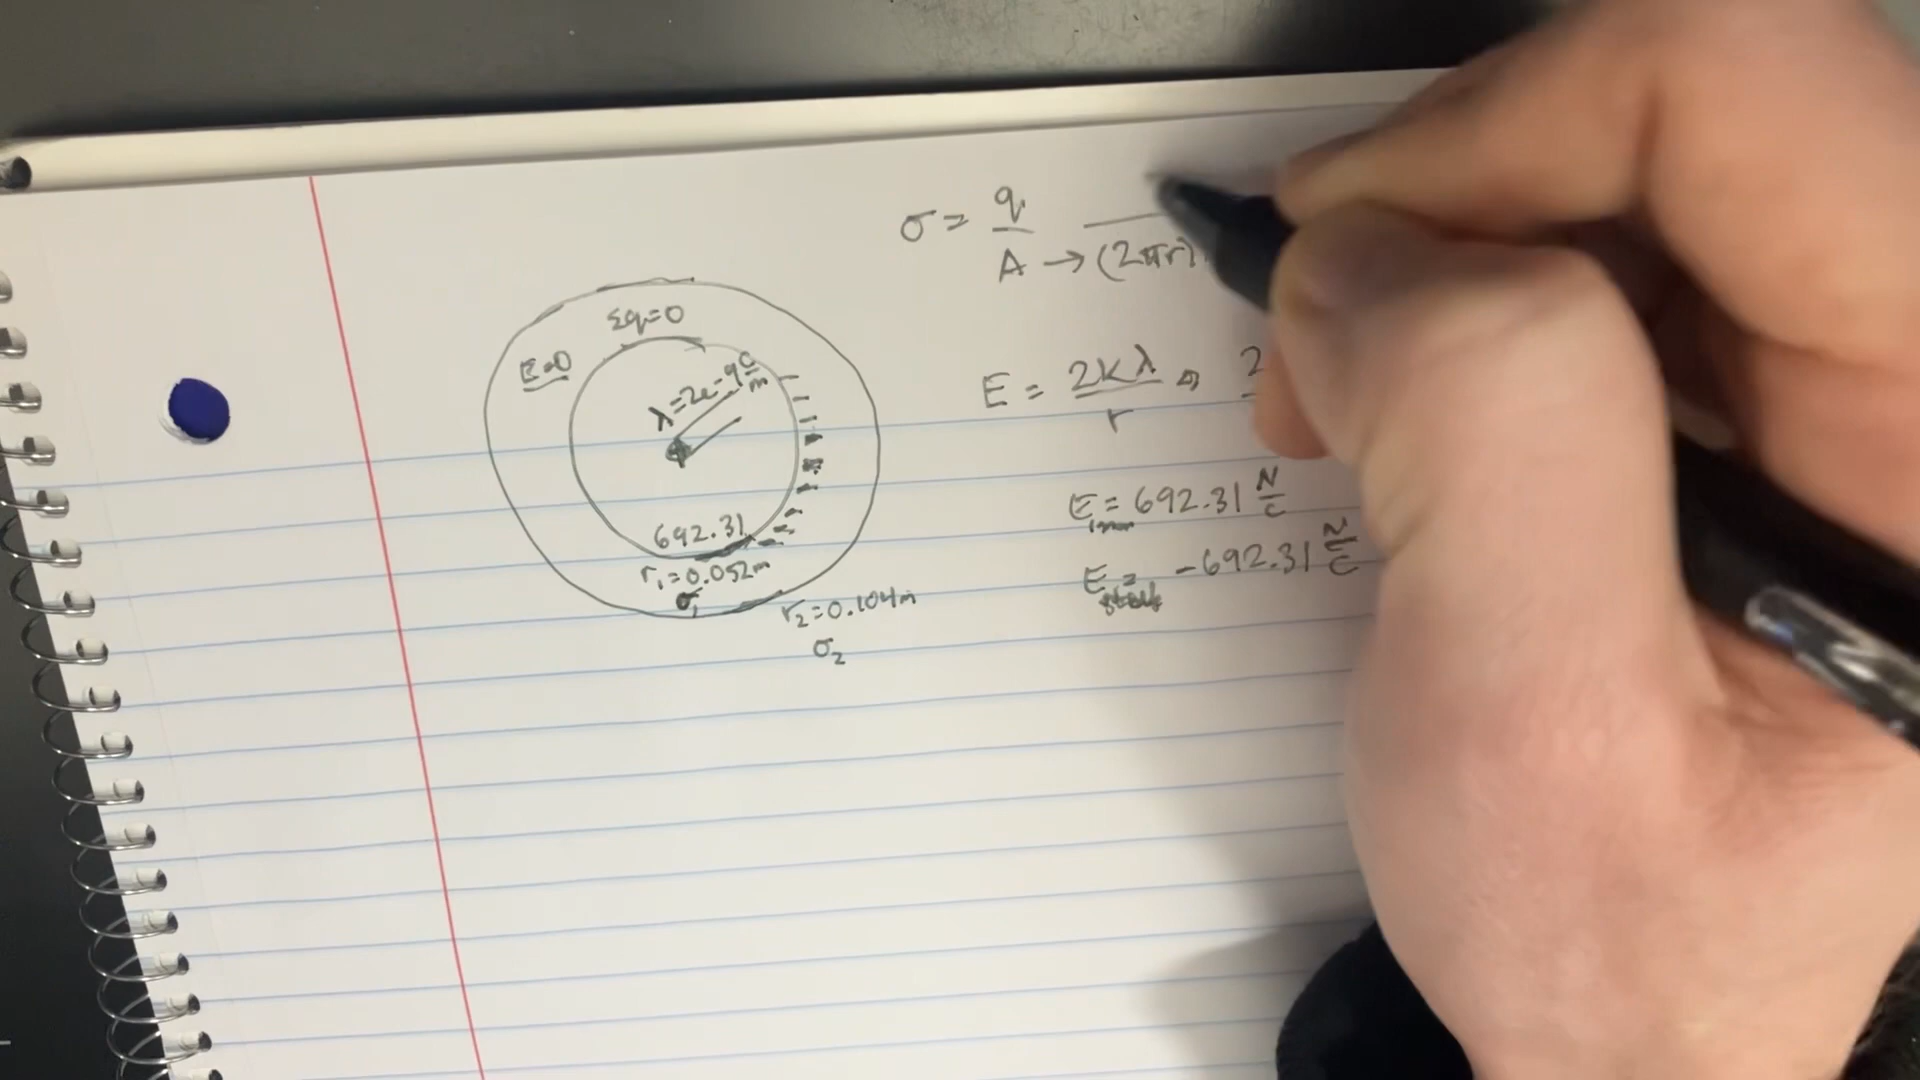 σ = q/A → (2πr)
Σq=0
E=0
λ=2e-9 C/m
E = 2Kλ/r ⇒ 2
692.31
E = 692.31 N/C
r₁=0.052m
E = -692.31 N/C
σ₁
r₂=0.104m
σ₂